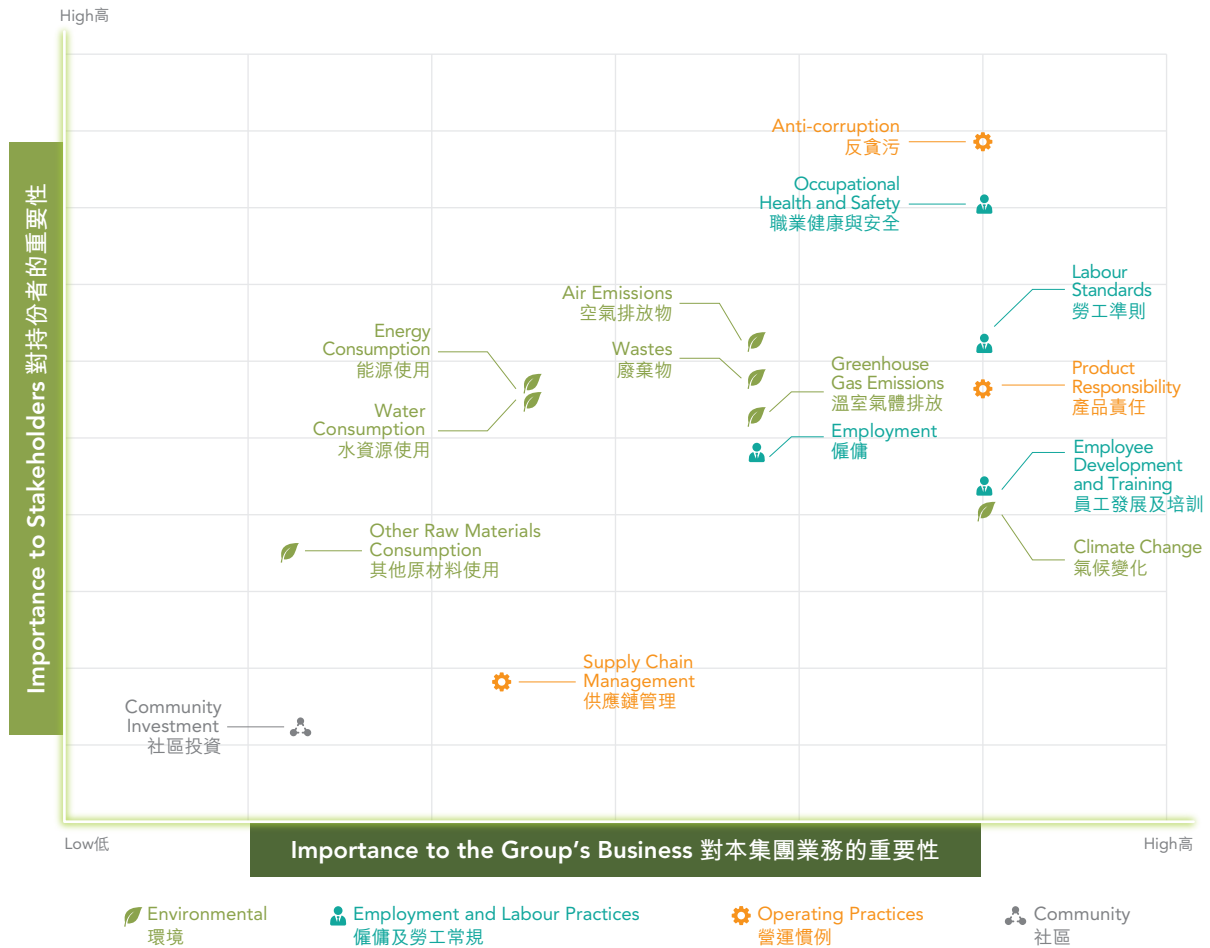 High高
Importance to Stakeholders 對持份者的重要性
Anti-corruption
反貪污
Occupational
Health and Safety
職業健康與安全
Labour
Standards
勞工準則
Air Emissions
空氣排放物
Energy
Consumption
能源使用
Wastes
廢棄物
Greenhouse
Gas Emissions
溫室氣體排放
Product
Responsibility
產品責任
Water
Consumption
水資源使用
Employment
僱傭
Employee
Development
and Training
員工發展及培訓
Other Raw Materials
Consumption
其他原材料使用
Climate Change
氣候變化
Supply Chain
Management
供應鏈管理
Community
Investment
社區投資
Low低
Importance to the Group's Business 對本集團業務的重要性
High高
Environmental
環境
Employment and Labour Practices
僱傭及勞工常規
Operating Practices
營運慣例
Community
社區